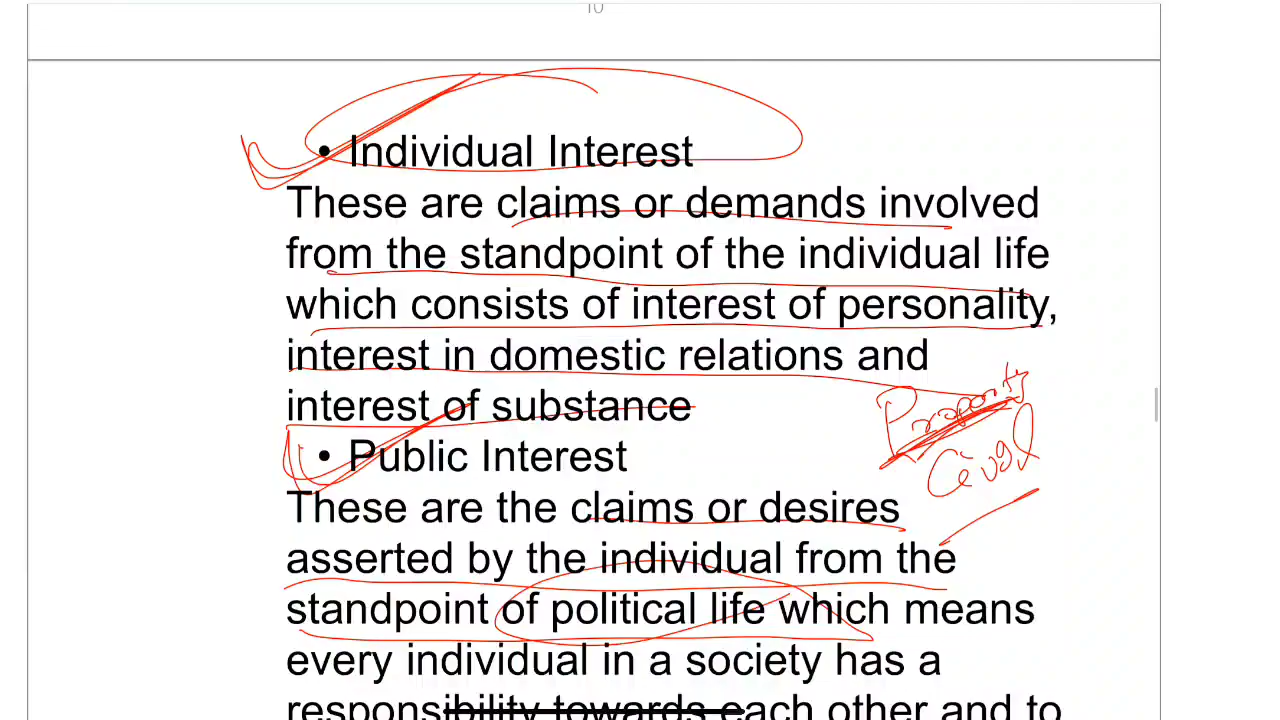 10
• Individual Interest
These are claims or demands involved
from the standpoint of the individual life
which consists of interest of personality,
interest in domestic relations and
interest of substance
Property
• Public Interest
These are the claims or desires
asserted by the individual from the
standpoint of political life which means
every individual in a society has a
responsibility towards each other and to